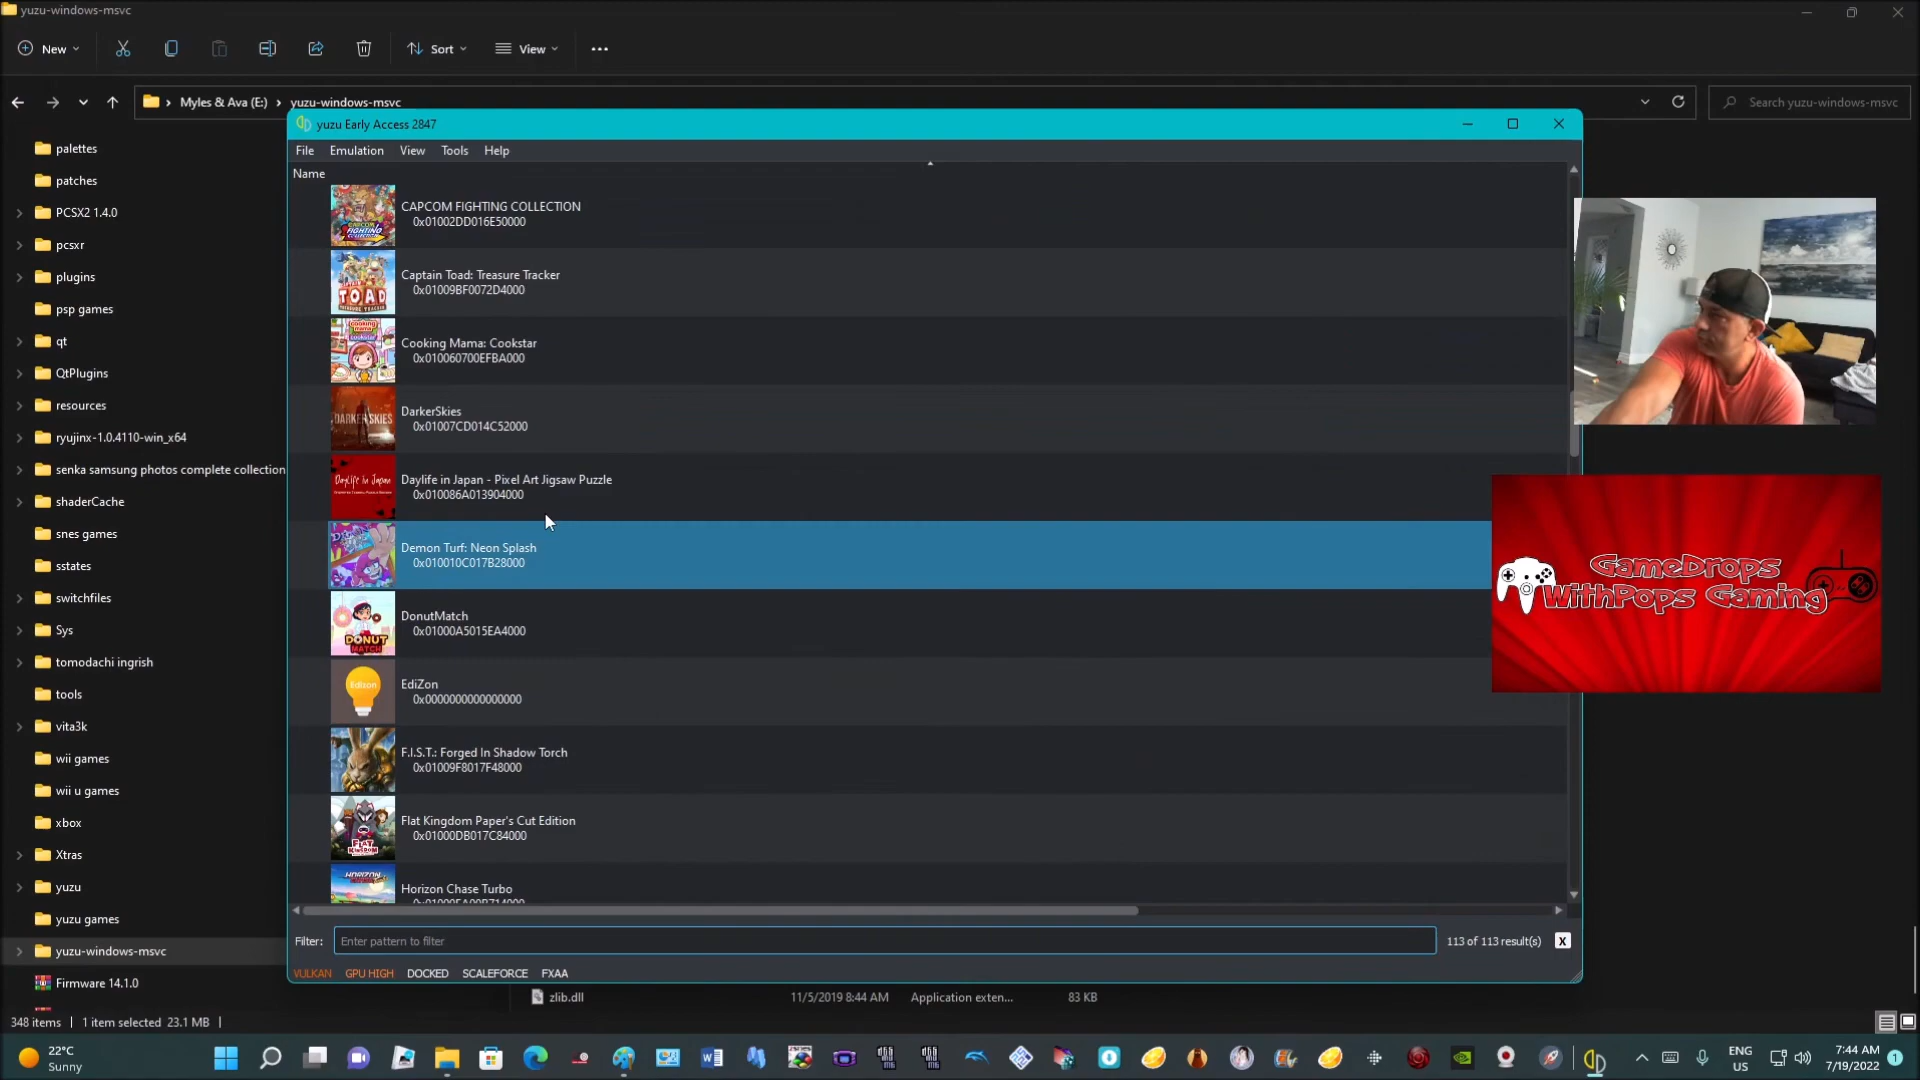 yuzu-windows-msvc
New
Sort
View
Myles & Ava (E:)
yuzu-windows-msvc
Search yuzu-windows-msvc
palettes
patches
PCSX2 1.4.0
pcsxr
plugins
psp games
qt
QtPlugins
resources
ryujinx-1.0.4110-win_x64
senka samsung photos complete collection
shaderCache
snes games
sstates
switchfiles
Sys
tomodachi ingrish
tools
vita3k
wii games
wii u games
xbox
Xtras
yuzu
yuzu games
yuzu-windows-msvc
Firmware 14.1.0
yuzu Early Access 2847
File Emulation View Tools Help
Name
CAPCOM FIGHTING COLLECTION
0x01002DD016E50000
Captain Toad: Treasure Tracker
0x01009BF0072D4000
Cooking Mama: Cookstar
0x010060700EFBA000
DarkerSkies
0x01007CD014C52000
Daylife in Japan - Pixel Art Jigsaw Puzzle
0x010086A013904000
Demon Turf: Neon Splash
0x010010C017B28000
DonutMatch
0x01000A5015EA4000
EdiZon
0x0000000000000000
F.I.S.T.: Forged In Shadow Torch
0x01009F8017F48000
Flat Kingdom Paper's Cut Edition
0x01000DB017C84000
Horizon Chase Turbo
Filter: Enter pattern to filter 113 of 113 result(s) X
VULKAN GPU HIGH DOCKED SCALEFORCE FXAA
GameDrops
WithPops Gaming
zlib.dll 11/5/2019 8:44 AM Application exten... 83 KB
348 items 1 item selected 23.1 MB
22°C
Sunny
ENG
US
7:44 AM
7/19/2022
1